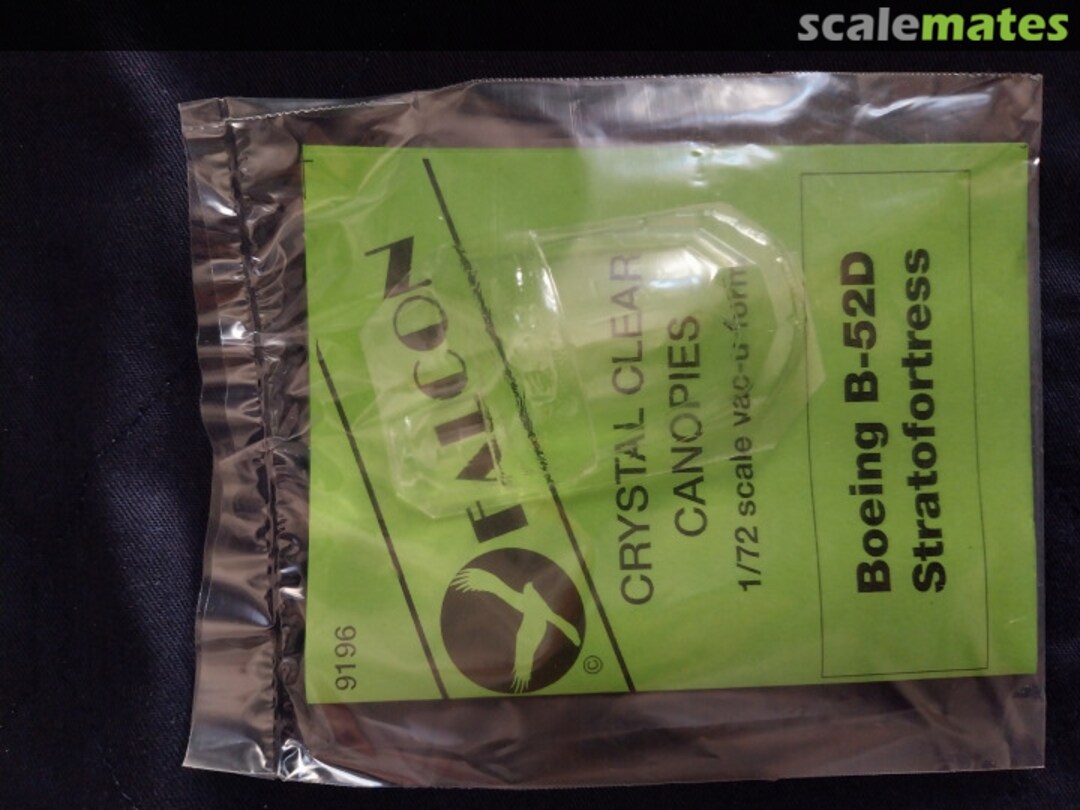 scalemates
9196
FALCON
©
CRYSTAL CLEAR
CANOPIES
1/72 scale vac-u-form
Boeing B-52D
Stratofortress